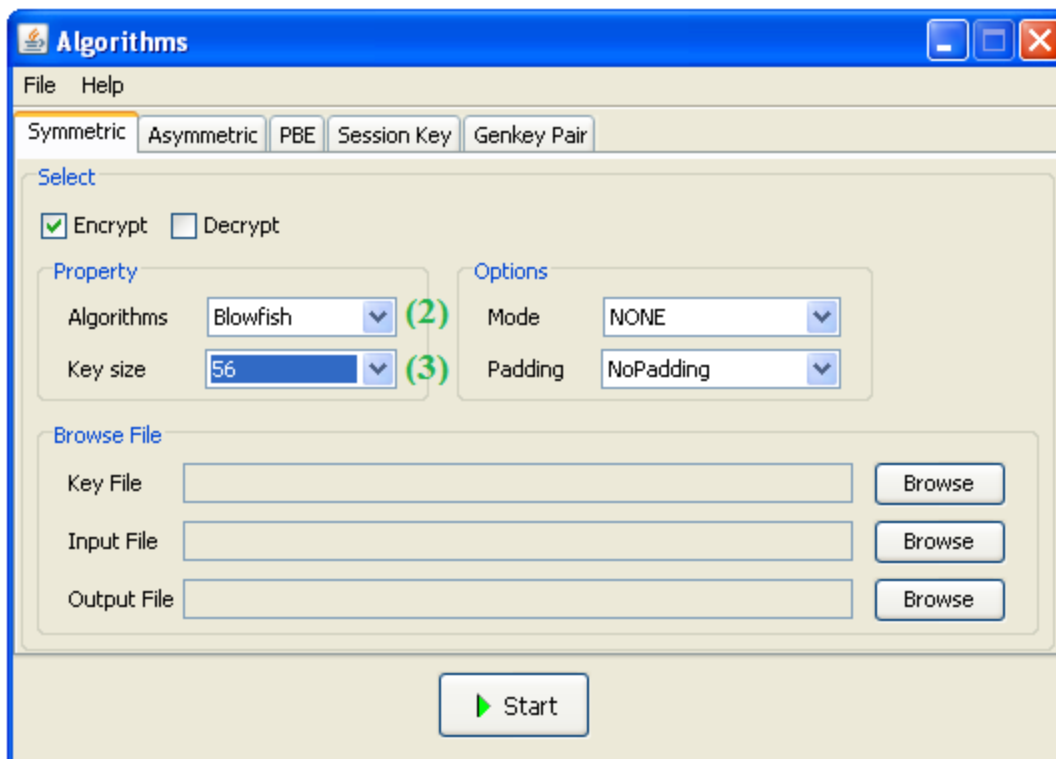 Algorithms
File Help
Symmetric Asymmetric PBE Session Key Genkey Pair
Select
Encrypt Decrypt
Property
Algorithms Blowfish (2)
Key size 56 (3)
Options
Mode NONE
Padding NoPadding
Browse File
Key File Browse
Input File Browse
Output File Browse
Start